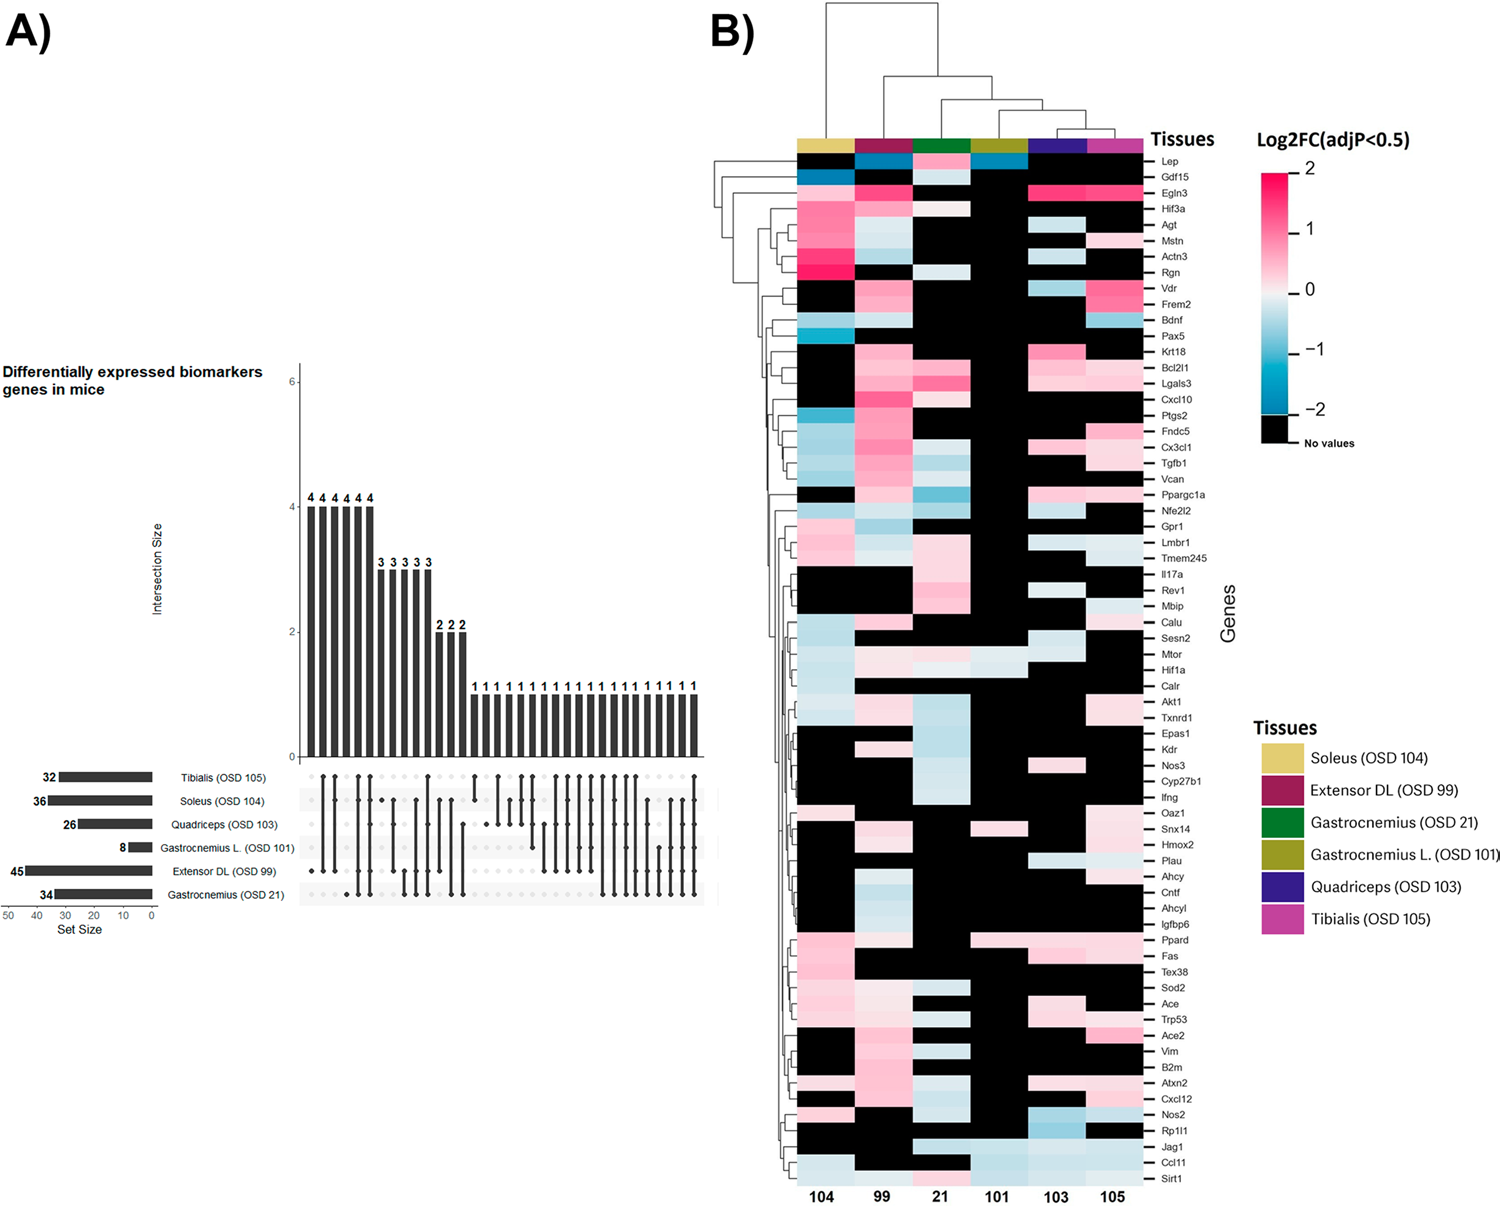 A)
B)
Differentially expressed biomarkers
genes in mice
Intersection Size
6
4
2
0
4 4 4 4 4 4 3 3 3 3 3 2 2 2 1 1 1 1 1 1 1 1 1 1 1 1 1 1 1 1 1 1 1 1
32 Tibialis (OSD 105)
36 Soleus (OSD 104)
26 Quadriceps (OSD 103)
8 Gastrocnemius L. (OSD 101)
45 Extensor DL (OSD 99)
34 Gastrocnemius (OSD 21)
50 40 30 20 10 0
Set Size
Tissues
Lep
Gdf15
Egln3
Hif3a
Agt
Mstn
Actn3
Rgn
Vdr
Frem2
Bdnf
Pax5
Krt18
Bcl2l1
Lgals3
Cxcl10
Ptgs2
Fndc5
Cx3cl1
Tgfb1
Vcan
Ppargc1a
Nfe2l2
Gpr1
Lmbr1
Tmem245
Il17a
Rev1
Mbip
Calu
Sesn2
Mtor
Hif1a
Calr
Akt1
Txnrd1
Epas1
Kdr
Nos3
Cyp27b1
Ifng
Oaz1
Snx14
Hmox2
Plau
Ahcy
Cntf
Ahcyl
Igfbp6
Ppard
Fas
Tex38
Sod2
Ace
Trp53
Ace2
Vim
B2m
Atxn2
Cxcl12
Nos2
Rp1l1
Jag1
Ccl11
Sirt1
104 99 21 101 103 105
Genes
Log2FC(adjP<0.5)
2
1
0
−1
−2
No values
Tissues
Soleus (OSD 104)
Extensor DL (OSD 99)
Gastrocnemius (OSD 21)
Gastrocnemius L. (OSD 101)
Quadriceps (OSD 103)
Tibialis (OSD 105)